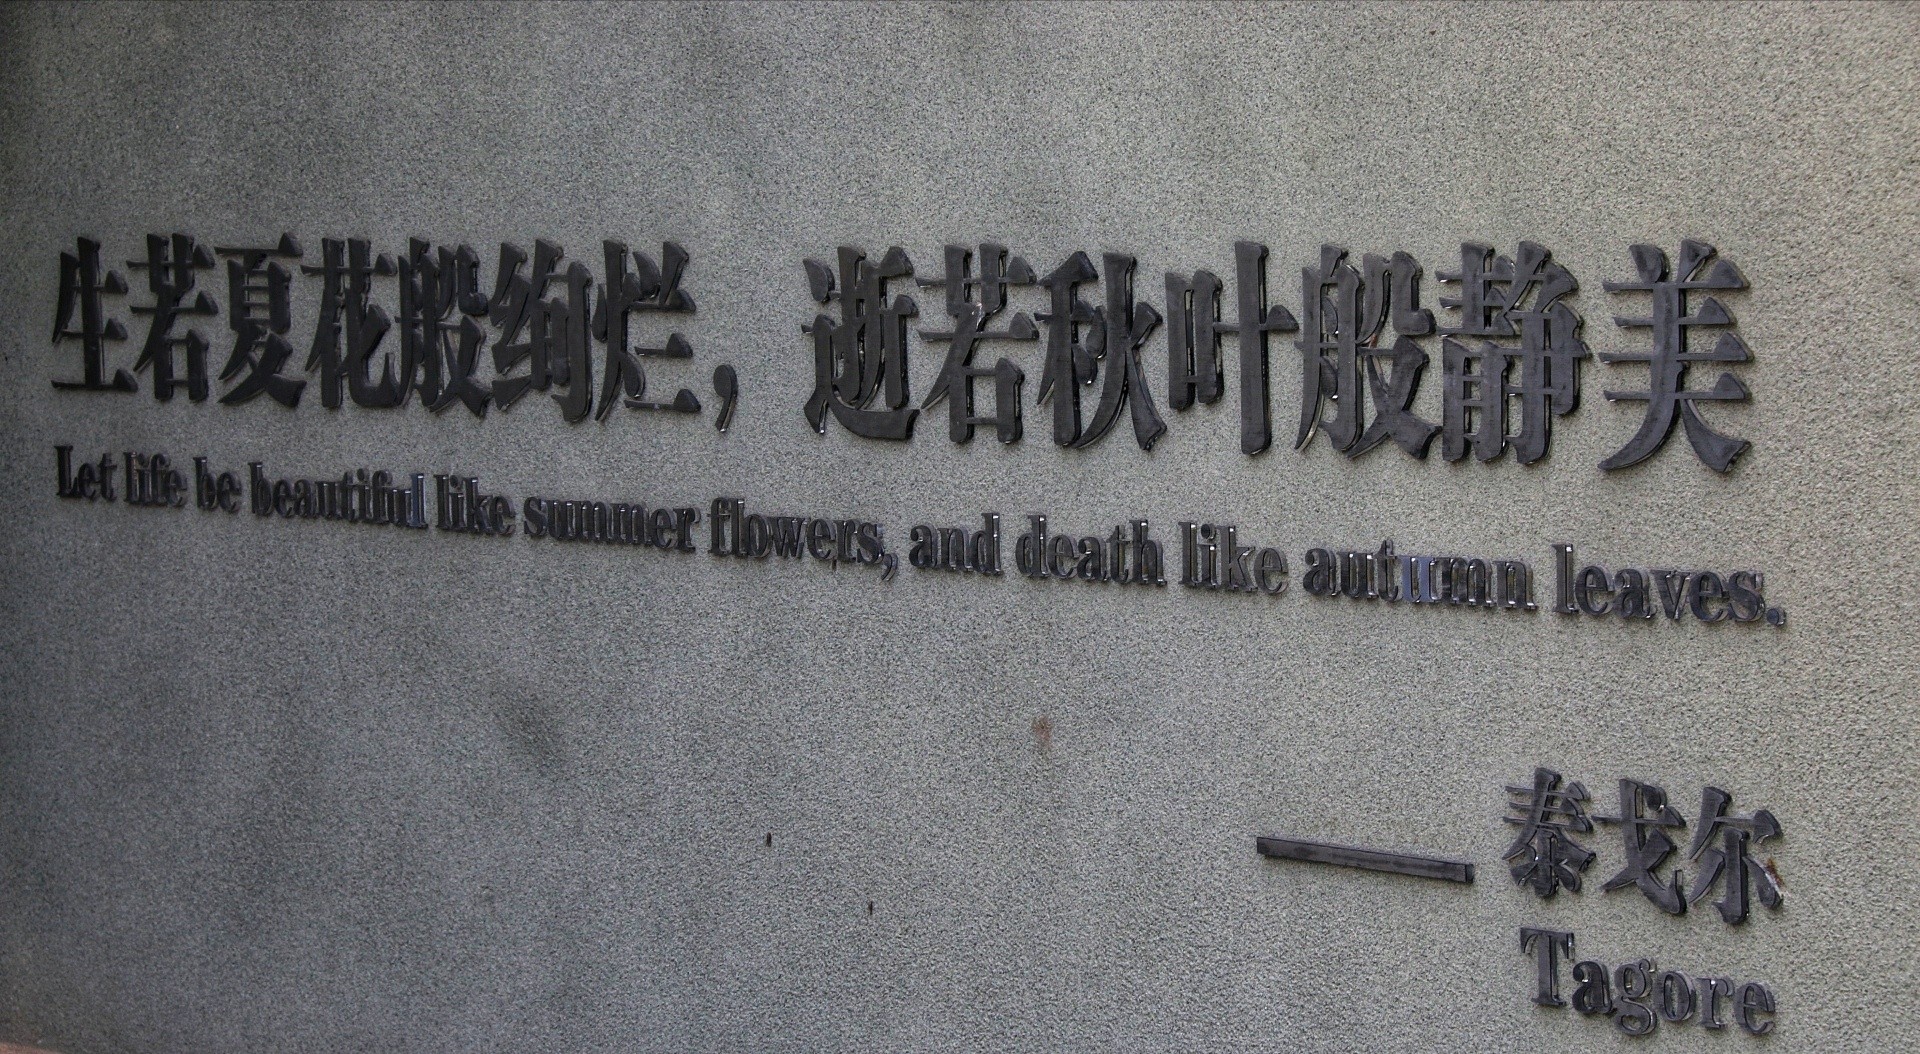 生若夏花般绚烂，逝若秋叶般静美
Let life be beautiful like summer flowers, and death like autumn leaves.
——泰戈尔
Tagore